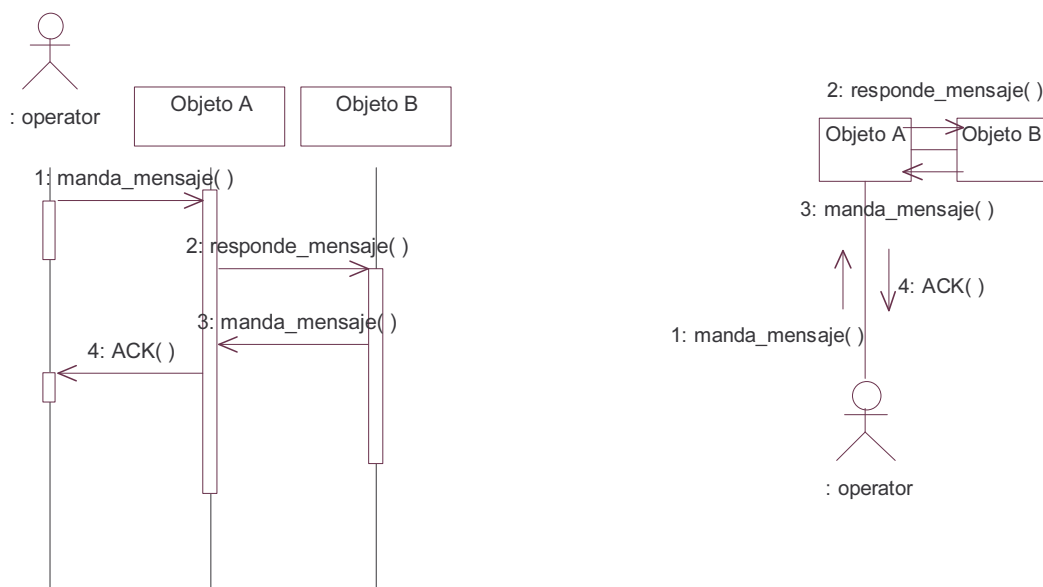 : operator
Objeto A
Objeto B
1: manda_mensaje( )
2: responde_mensaje( )
3: manda_mensaje( )
4: ACK( )
2: responde_mensaje( )
Objeto A
Objeto B
3: manda_mensaje( )
4: ACK( )
1: manda_mensaje( )
: operator